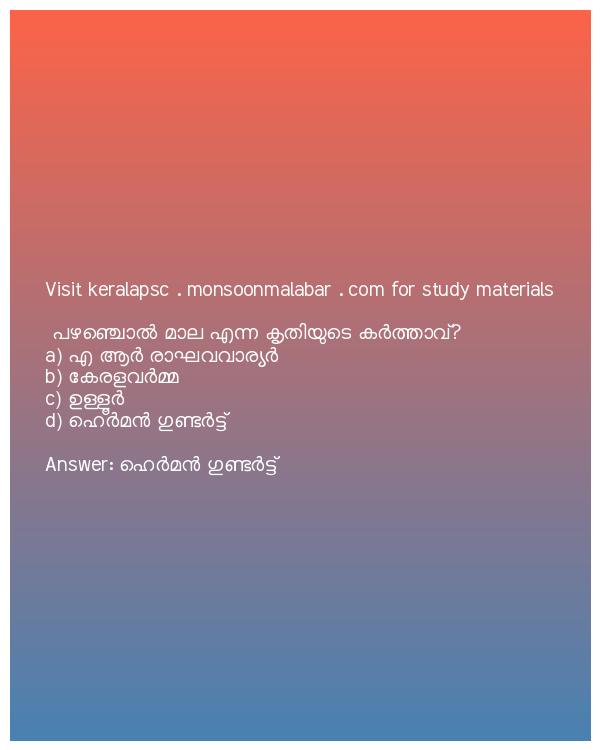 Visit keralapsc . monsoonmalabar . com for study materials
പഴഞ്ചൊൽ മാല എന്ന കൃതിയുടെ കർത്താവ്?
a) എ ആർ രാഘവവാര്യർ
b) കേരളവർമ്മ
c) ഉള്ളൂർ
d) ഹെർമൻ ഗുണ്ടർട്ട്
Answer: ഹെർമൻ ഗുണ്ടർട്ട്